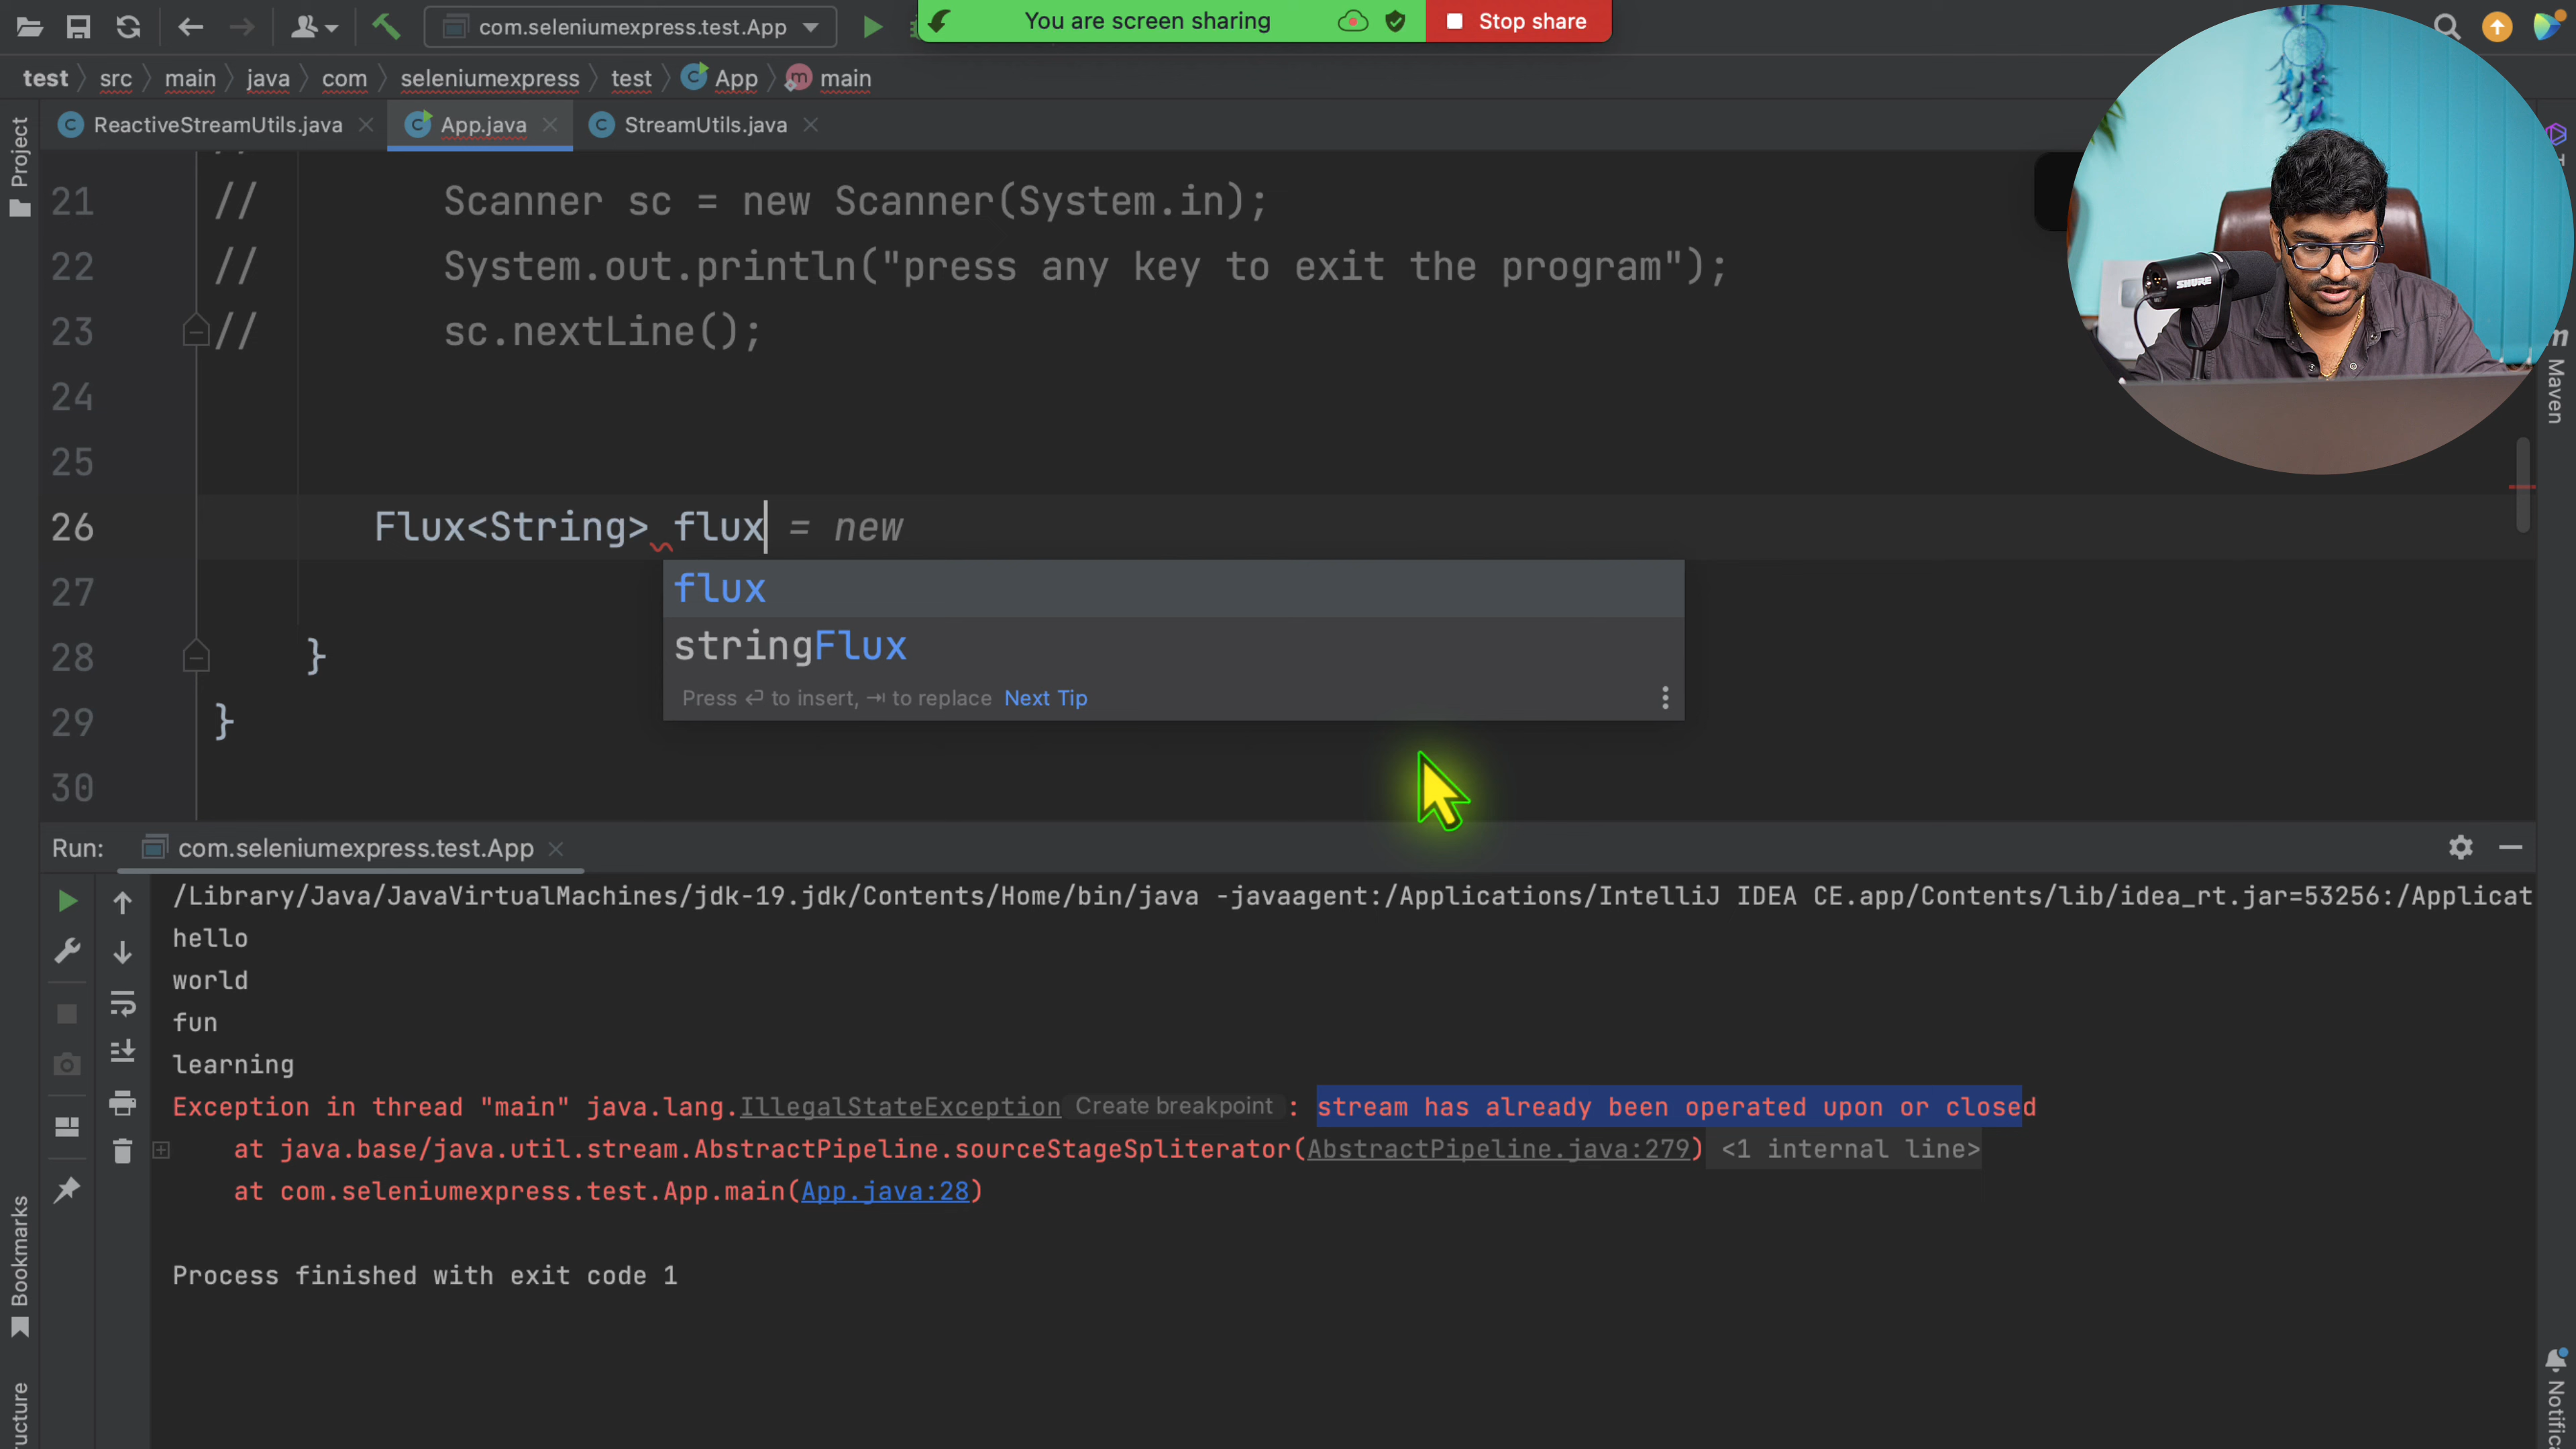 com.seleniumexpress.test.App
You are screen sharing
Stop share
test src main java com seleniumexpress test App main
ReactiveStreamUtils.java
App.java
StreamUtils.java
Project
21 // Scanner sc = new Scanner(System.in);
22 // System.out.println("press any key to exit the program");
23 // sc.nextLine();
24
25
26 Flux<String> flux = new
flux
stringFlux
Press ⏎ to insert, ⇥ to replace Next Tip
27
28 }
29 }
30
SHURE
Maven
Run: com.seleniumexpress.test.App
/Library/Java/JavaVirtualMachines/jdk-19.jdk/Contents/Home/bin/java -javaagent:/Applications/IntelliJ IDEA CE.app/Contents/lib/idea_rt.jar=53256:/Applicat
hello
world
fun
learning
Exception in thread "main" java.lang.IllegalStateException Create breakpoint : stream has already been operated upon or closed
at java.base/java.util.stream.AbstractPipeline.sourceStageSpliterator(AbstractPipeline.java:279) <1 internal line>
at com.seleniumexpress.test.App.main(App.java:28)
Process finished with exit code 1
Bookmarks
ructure
Notific